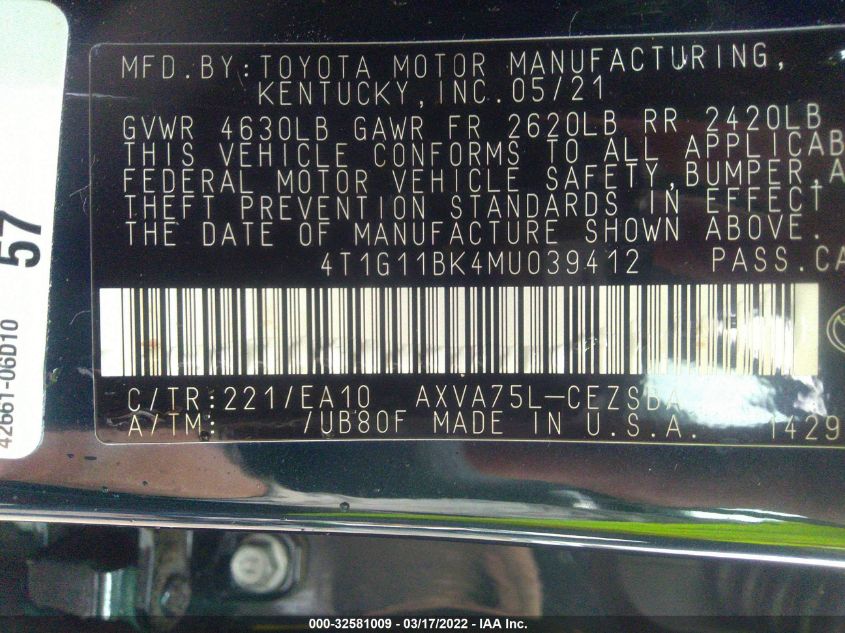 MFD. BY: TOYOTA MOTOR MANUFACTURING,
KENTUCKY, INC. 05/21
GVWR 4630LB GAWR FR 2620LB RR 2420LB
THIS VEHICLE CONFORMS TO ALL APPLICAB
FEDERAL MOTOR VEHICLE SAFETY, BUMPER, A
THEFT PREVENTION STANDARDS IN EFFECT
THE DATE OF MANUFACTURE SHOWN ABOVE.
4T1G11BK4MU039412 PASS.CA
C/TR: 221/EA10 AXVA75L-CEZSBA
A/TM: /UB80F MADE IN U.S.A. 1429
57
42661-06D10
000-32581009 — 03/17/2022 — IAA Inc.